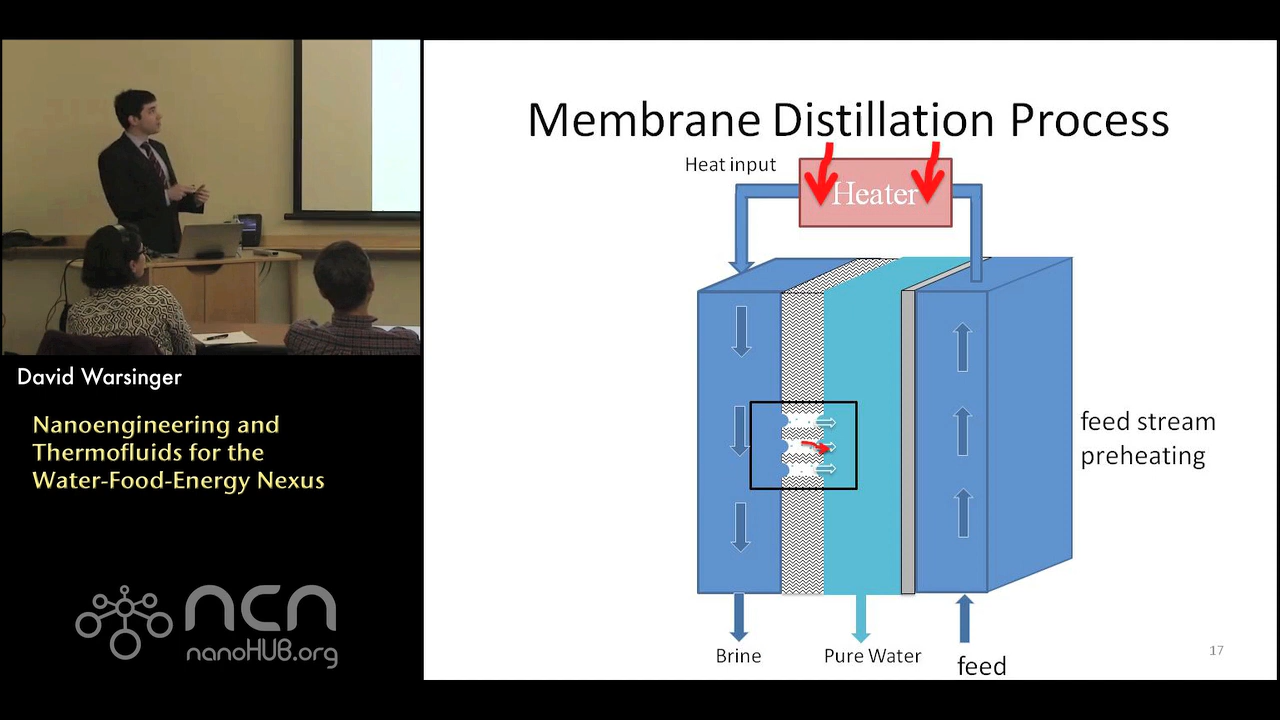 Membrane Distillation Process
Heat input
Heater
feed stream
preheating
Brine
Pure Water
feed
17
David Warsinger
Nanoengineering and
Thermofluids for the
Water-Food-Energy Nexus
ncn
nanoHUB.org